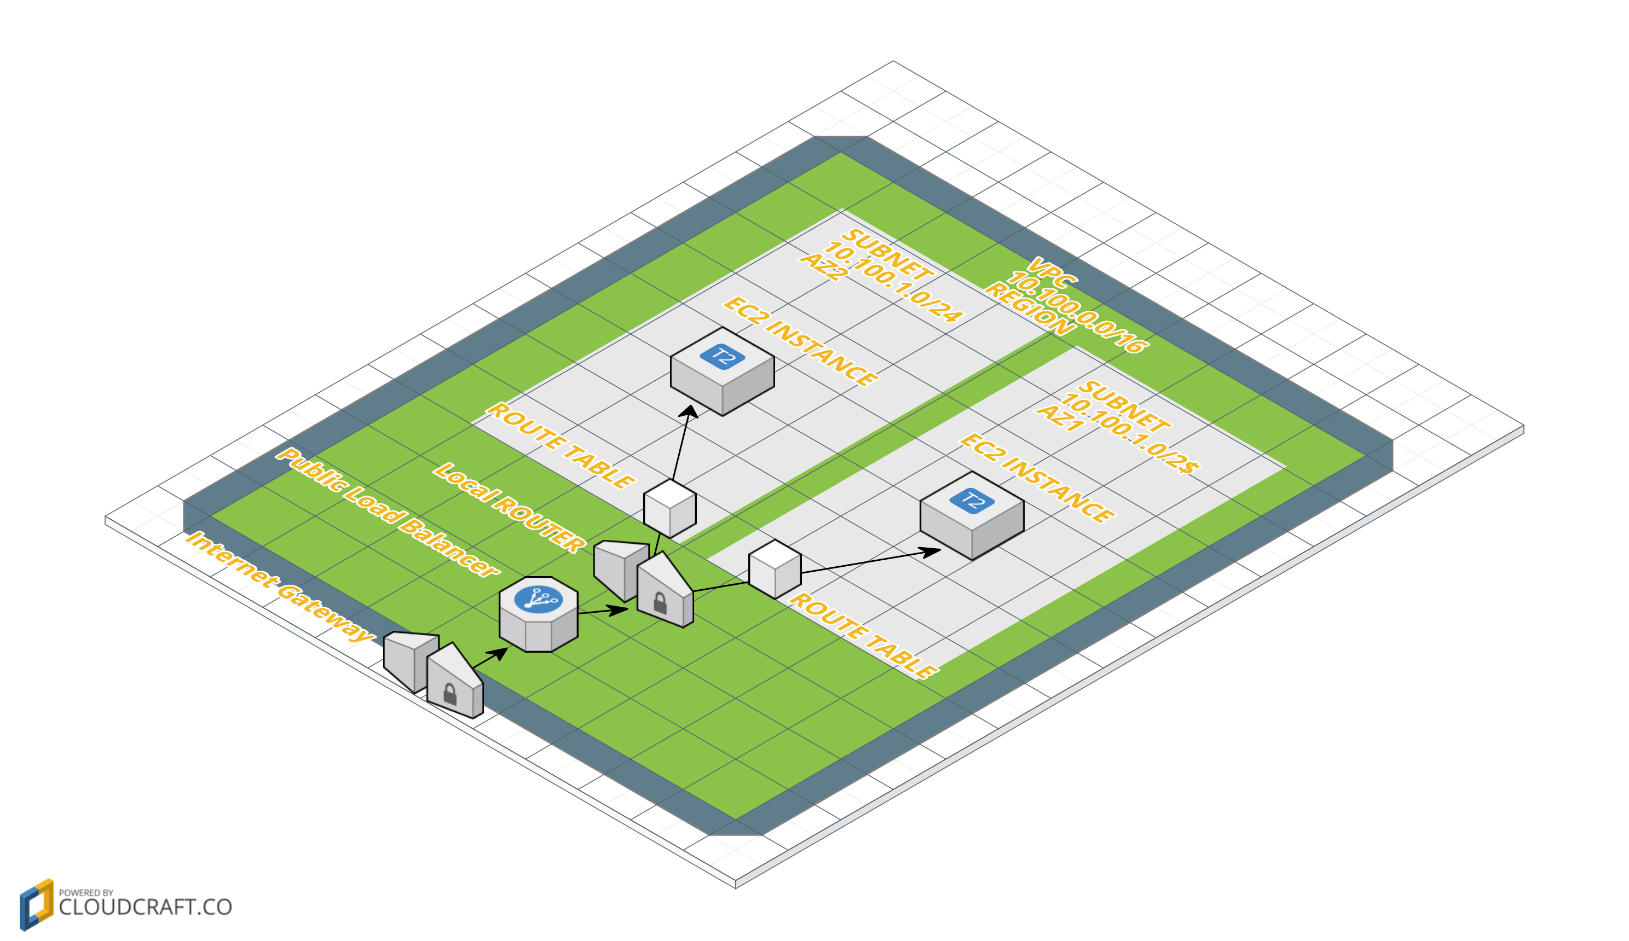 SUBNET
10.100.1.0/24
AZ2
VPC
10.100.0.0/16
REGION
EC2 INSTANCE
T2
SUBNET
10.100.1.0/2$
AZ1
ROUTE TABLE
EC2 INSTANCE
T2
Local ROUTER
Public Load Balancer
Internet Gateway
ROUTE TABLE
POWERED BY
CLOUDCRAFT.CO